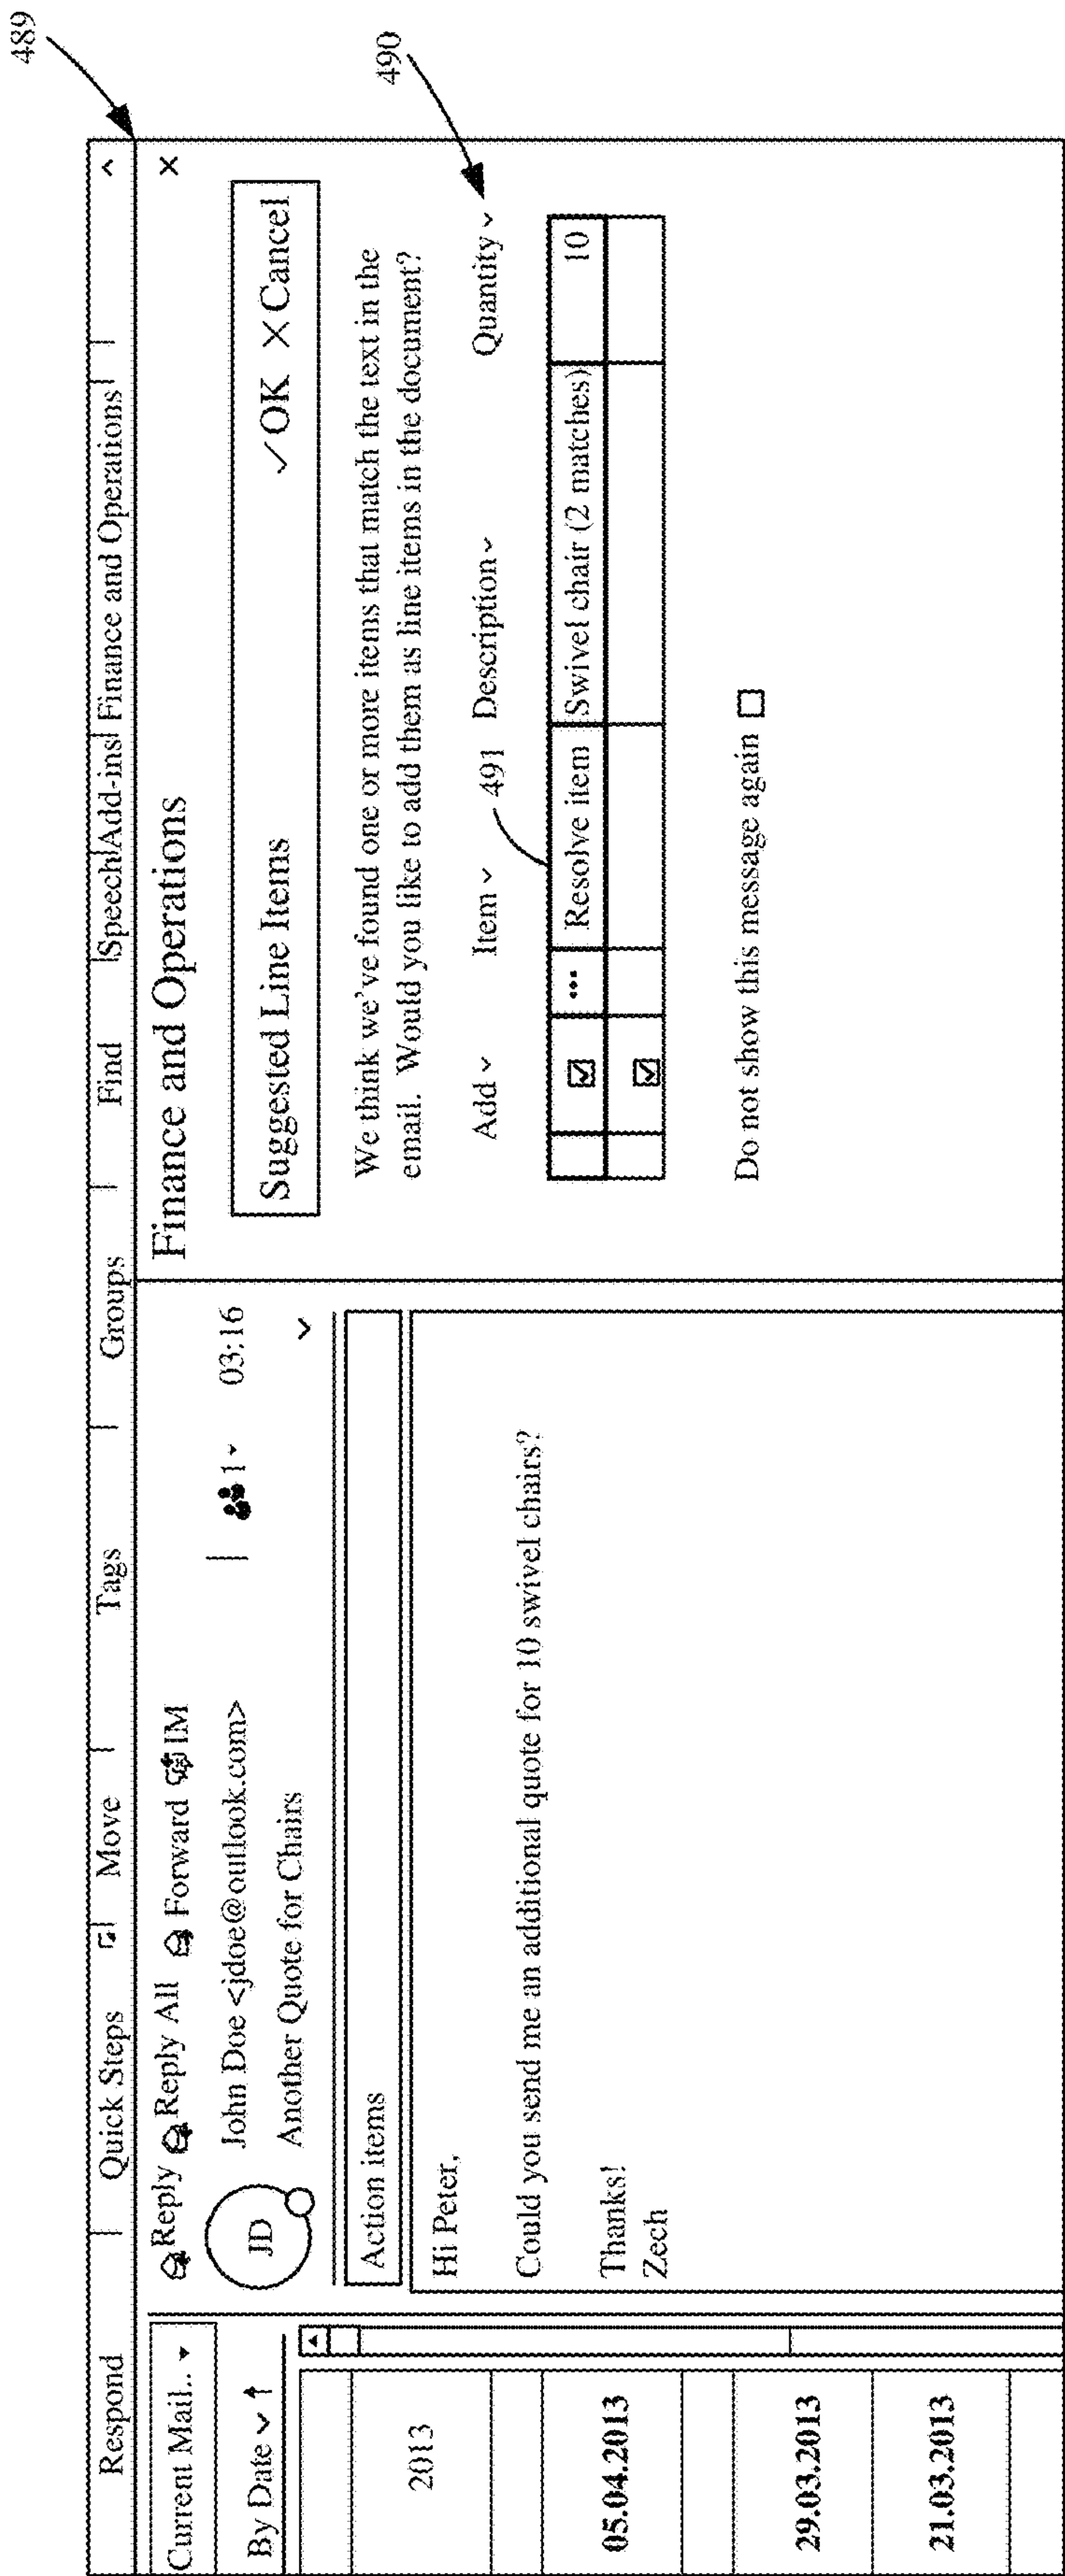 489
Respond | Quick Steps | Move | Tags | Groups | Find | Speech | Add-ins | Finance and Operations |
Current Mail.. ▾
By Date ↑
2013
05.04.2013
29.03.2013
21.03.2013
Reply Reply All Forward IM
JD
John Doe <jdoe@outlook.com>
1 03:16
Another Quote for Chairs
Action items
Hi Peter,
Could you send me an additional quote for 10 swivel chairs?
Thanks!
Zech
Finance and Operations ×
Suggested Line Items ✓OK ×Cancel
We think we've found one or more items that match the text in the
email. Would you like to add them as line items in the document?
490
Add Item Description Quantity
491
••• Resolve item Swivel chair (2 matches) 10
Do not show this message again